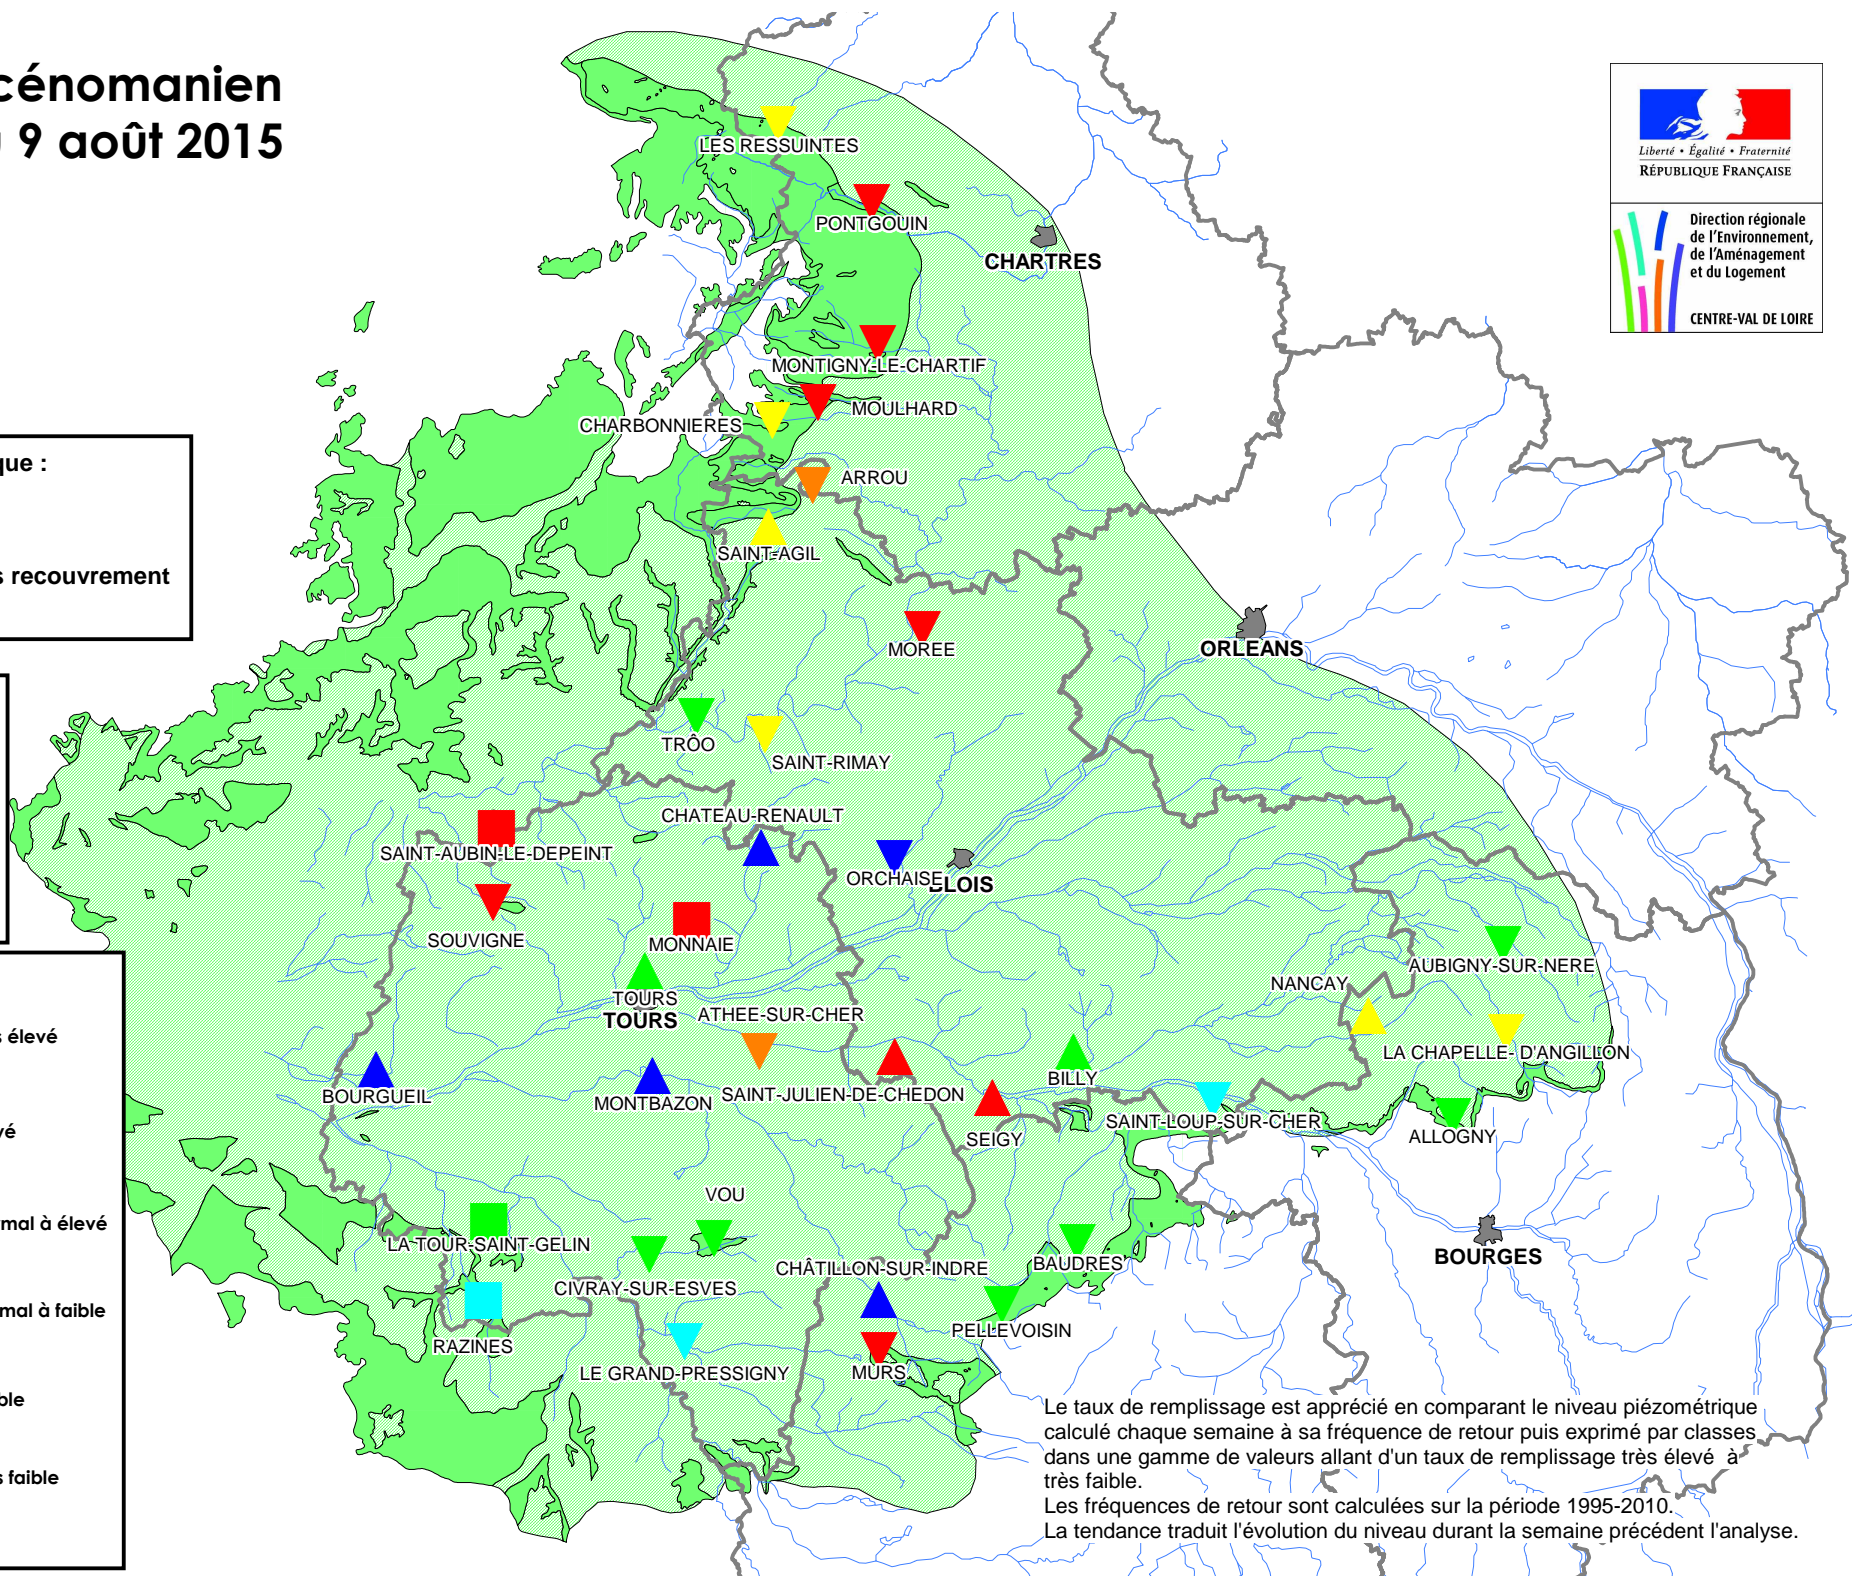 cénomanien
9 août 2015
Liberté • Égalité • Fraternité
RÉPUBLIQUE FRANÇAISE
Direction régionale
de l'Environnement,
de l'Aménagement
et du Logement
CENTRE-VAL DE LOIRE
que :
recouvrement
élevé
mal à élevé
mal à faible
faible
LES RESSUINTES
PONTGOUIN
CHARTRES
MONTIGNY-LE-CHARTIF
MOULHARD
CHARBONNIERES
ARROU
SAINT-AGIL
MOREE
ORLEANS
TRÔO
SAINT-RIMAY
CHATEAU-RENAULT
SAINT-AUBIN-LE-DEPEINT
ORCHAISE
BLOIS
SOUVIGNE
MONNAIE
AUBIGNY-SUR-NERE
NANCAY
TOURS
TOURS
ATHEE-SUR-CHER
LA CHAPELLE- D'ANGILLON
BILLY
BOURGUEIL
MONTBAZON
SAINT-JULIEN-DE-CHEDON
SAINT-LOUP-SUR-CHER
SEIGY
ALLOGNY
VOU
LA TOUR-SAINT-GELIN
CIVRAY-SUR-ESVES
CHÂTILLON-SUR-INDRE
BAUDRES
BOURGES
PELLEVOISIN
RAZINES
LE GRAND-PRESSIGNY
MURS
Le taux de remplissage est apprécié en comparant le niveau piézométrique
calculé chaque semaine à sa fréquence de retour puis exprimé par classes
dans une gamme de valeurs allant d'un taux de remplissage très élevé à
très faible.
Les fréquences de retour sont calculées sur la période 1995-2010.
La tendance traduit l'évolution du niveau durant la semaine précédent l'analyse.